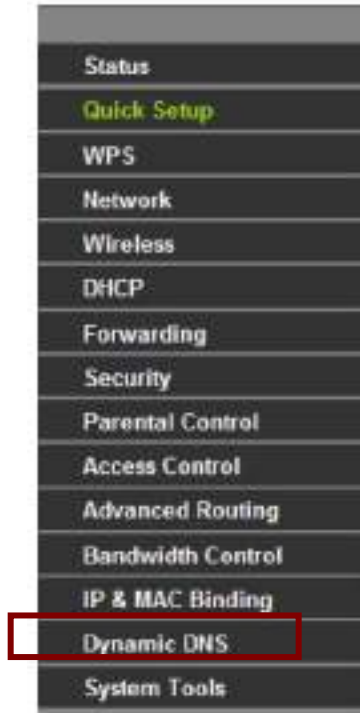 Status
Quick Setup
WPS
Network
Wireless
DHCP
Forwarding
Security
Parental Control
Access Control
Advanced Routing
Bandwidth Control
IP & MAC Binding
Dynamic DNS
System Tools